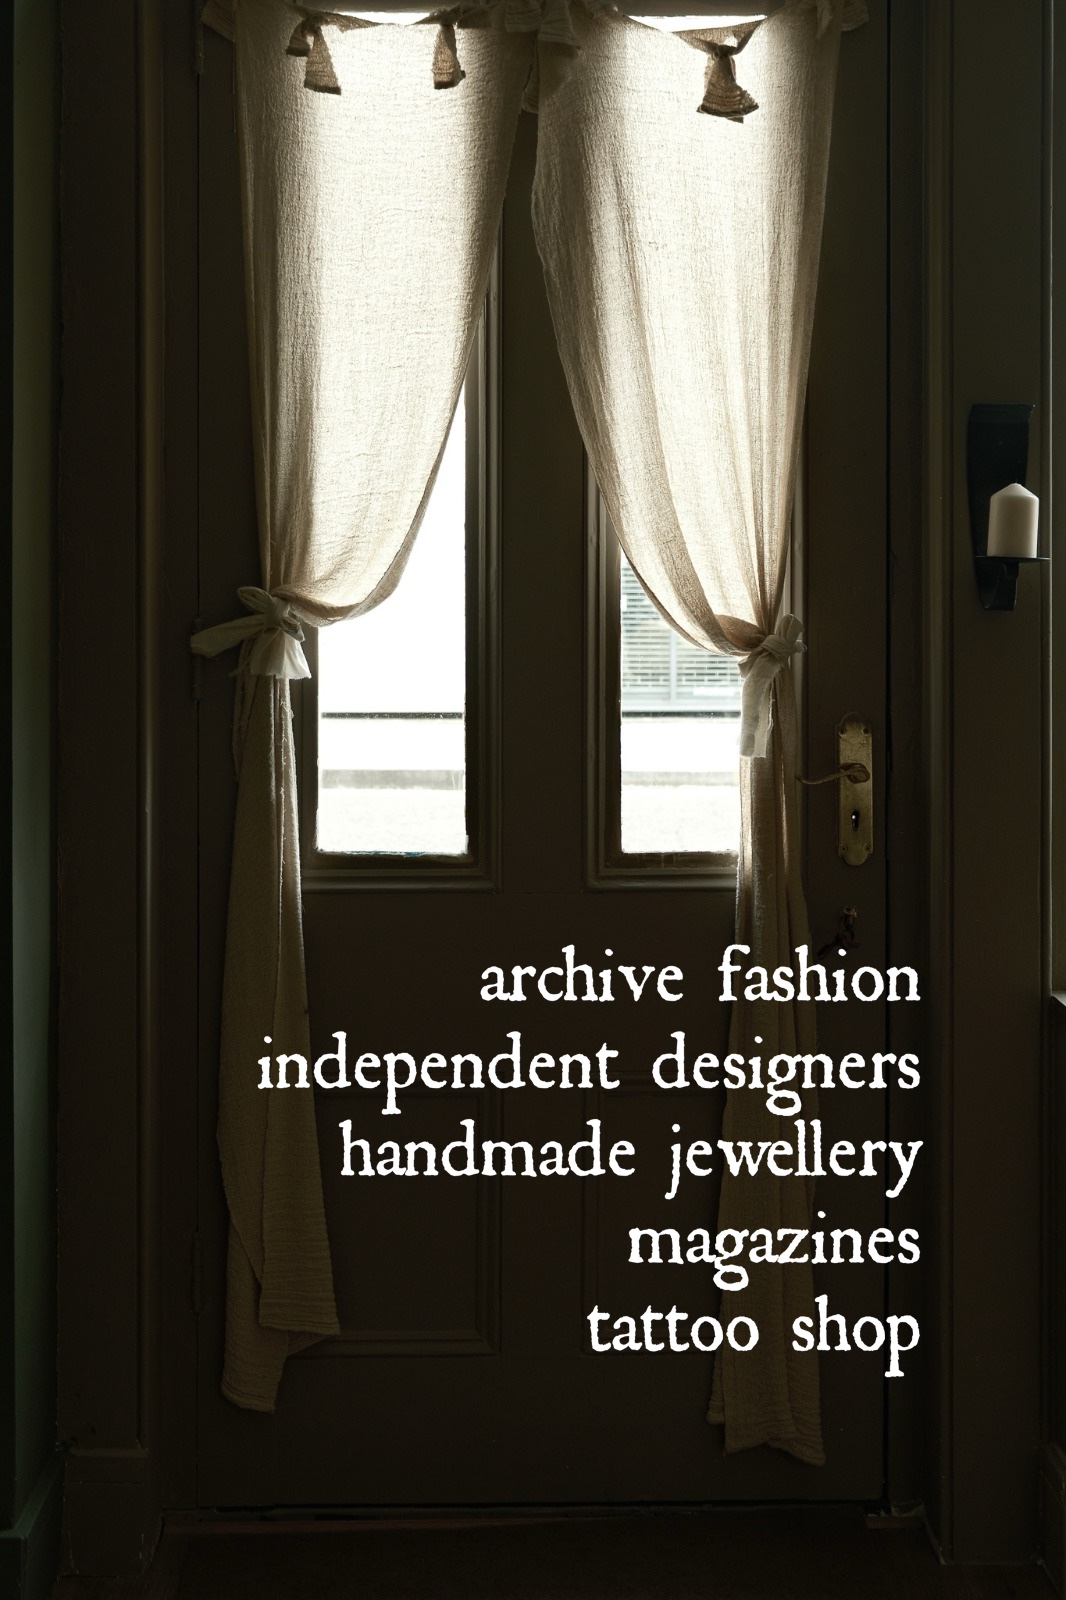 archive fashion
independent designers
handmade jewellery
magazines
tattoo shop